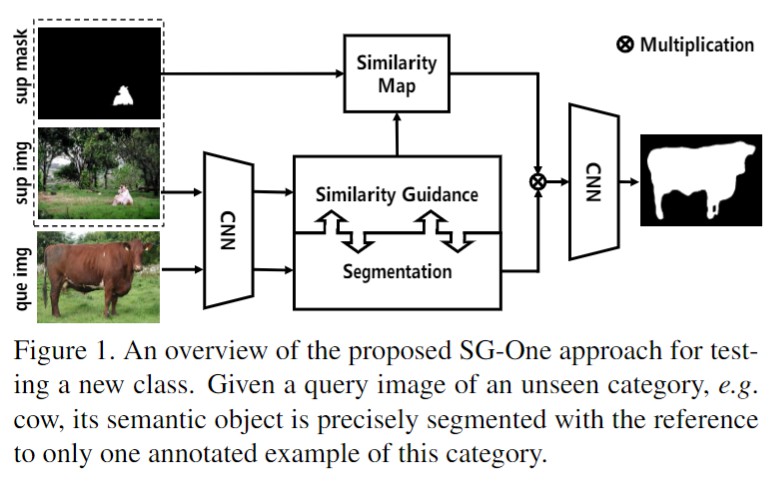 sup mask
sup img
que img
CNN
Similarity
Map
Similarity Guidance
Segmentation
⊗ Multiplication
CNN
Figure 1. An overview of the proposed SG-One approach for test-
ing a new class. Given a query image of an unseen category, e.g.
cow, its semantic object is precisely segmented with the reference
to only one annotated example of this category.